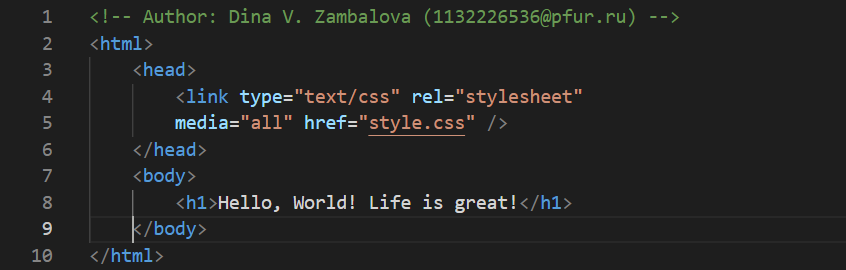 1 <!-- Author: Dina V. Zambalova (1132226536@pfur.ru) -->
2 <html>
3     <head>
4         <link type="text/css" rel="stylesheet"
5         media="all" href="style.css" />
6     </head>
7     <body>
8         <h1>Hello, World! Life is great!</h1>
9     </body>
10 </html>